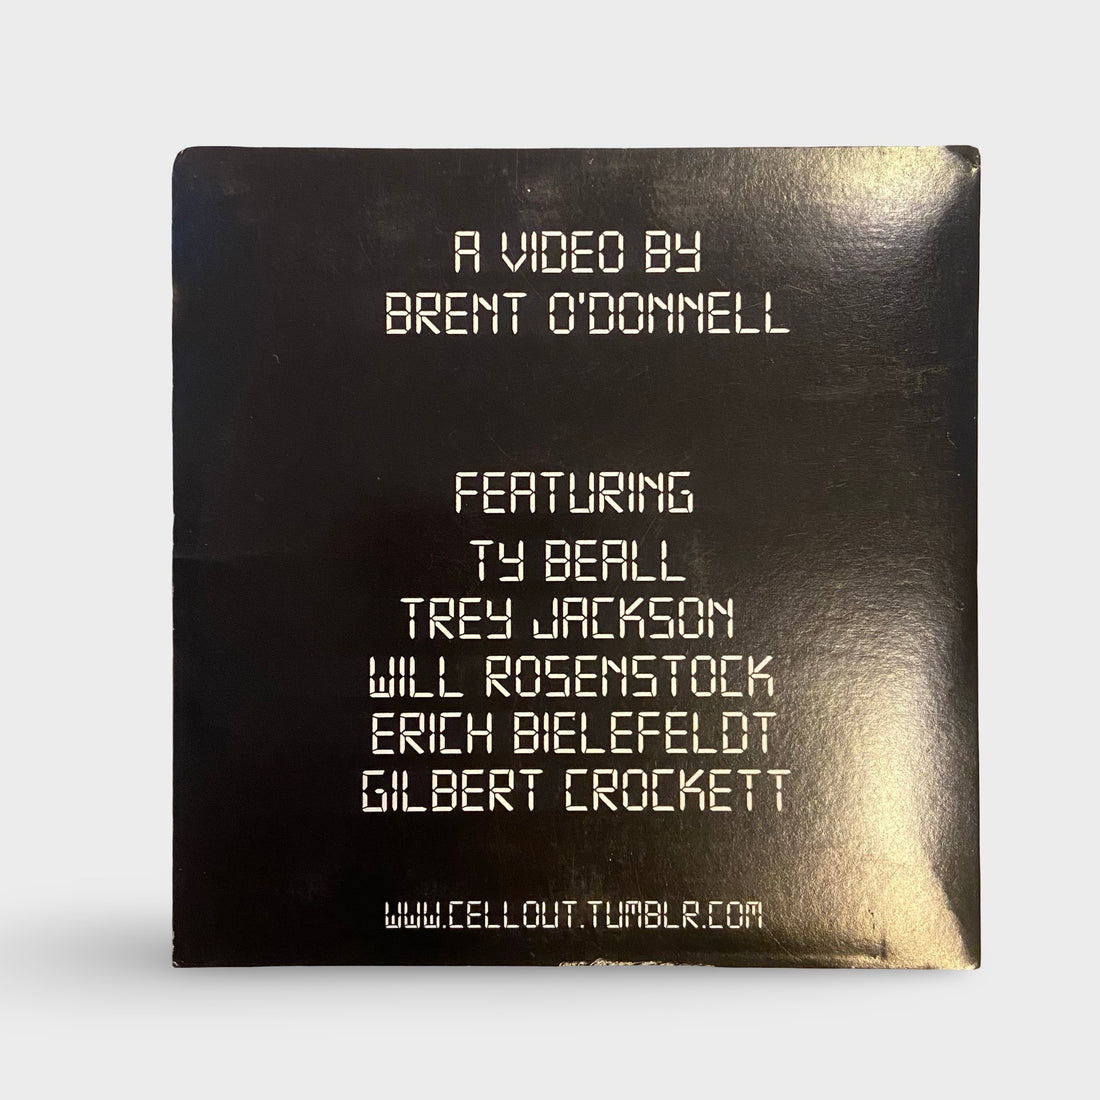 A VIDEO BY
BRENT O'DONNELL
FEATURING
TY BEALL
TREY JACKSON
WILL ROSENSTOCK
ERICH BIELEFELDT
GILBERT CROCKETT
WWW.CELLOUT.TUMBLR.COM